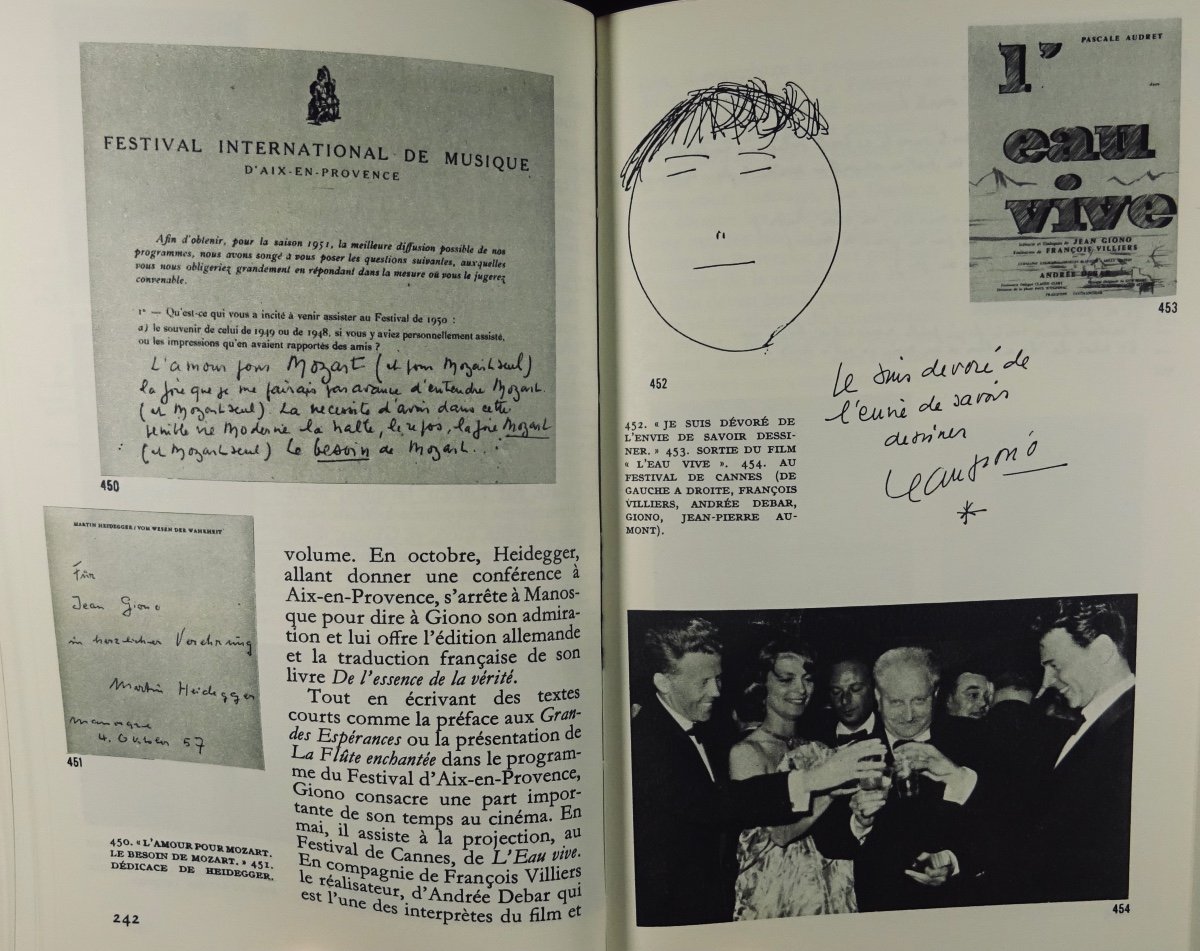 FESTIVAL INTERNATIONAL DE MUSIQUE
D'AIX-EN-PROVENCE
Afin d'obtenir, pour la saison 1951, la meilleure diffusion possible de nos
programmes, nous avons songé à vous poser les questions suivantes, auxquelles
vous nous obligeriez grandement en répondant dans la mesure où vous le jugerez
convenable.
1° — Qu'est-ce qui vous a incité à venir assister au Festival de 1950 :
a) le souvenir de celui de 1949 ou de 1948, si vous y aviez personnellement assisté,
ou les impressions qu'en avaient rapportés des amis ?
L'amour pour Mozart (et pour Mozart seul)
la joie que je me faisais par avance d'entendre Mozart
(et Mozart seul). La nécessité d'avoir dans cette
vie moderne la halte, le repos, la joie Mozart
(et Mozart seul) le besoin de Mozart...
450
MARTIN HEIDEGGER / VOM WESEN DER WAHRHEIT
Für
Jean Giono
in herzlicher Verehrung
Martin Heidegger
Manosque
4. Oktober 57
451
450. « L'AMOUR POUR MOZART.
LE BESOIN DE MOZART. » 451.
DÉDICACE DE HEIDEGGER.
242
volume. En octobre, Heidegger,
allant donner une conférence à
Aix-en-Provence, s'arrête à Manos-
que pour dire à Giono son admira-
tion et lui offre l'édition allemande
et la traduction française de son
livre De l'essence de la vérité.
Tout en écrivant des textes
courts comme la préface aux Gran-
des Espérances ou la présentation de
La Flûte enchantée dans le program-
me du Festival d'Aix-en-Provence,
Giono consacre une part impor-
tante de son temps au cinéma. En
mai, il assiste à la projection, au
Festival de Cannes, de L'Eau vive.
En compagnie de François Villiers
le réalisateur, d'Andrée Debar qui
est l'une des interprètes du film et
452
452. « JE SUIS DÉVORÉ DE
L'ENVIE DE SAVOIR DESSI-
NER. » 453. SORTIE DU FILM
« L'EAU VIVE ». 454. AU
FESTIVAL DE CANNES (DE
GAUCHE A DROITE, FRANÇOIS
VILLIERS, ANDRÉE DEBAR,
GIONO, JEAN-PIERRE AU-
MONT).
PASCALE AUDRET
dans
l'
eau
vive
JEAN GIONO
FRANÇOIS VILLIERS
ANDRÉE DEBAR
453
Je suis dévoré de
l'envie de savoir
dessiner
Jean Giono
454